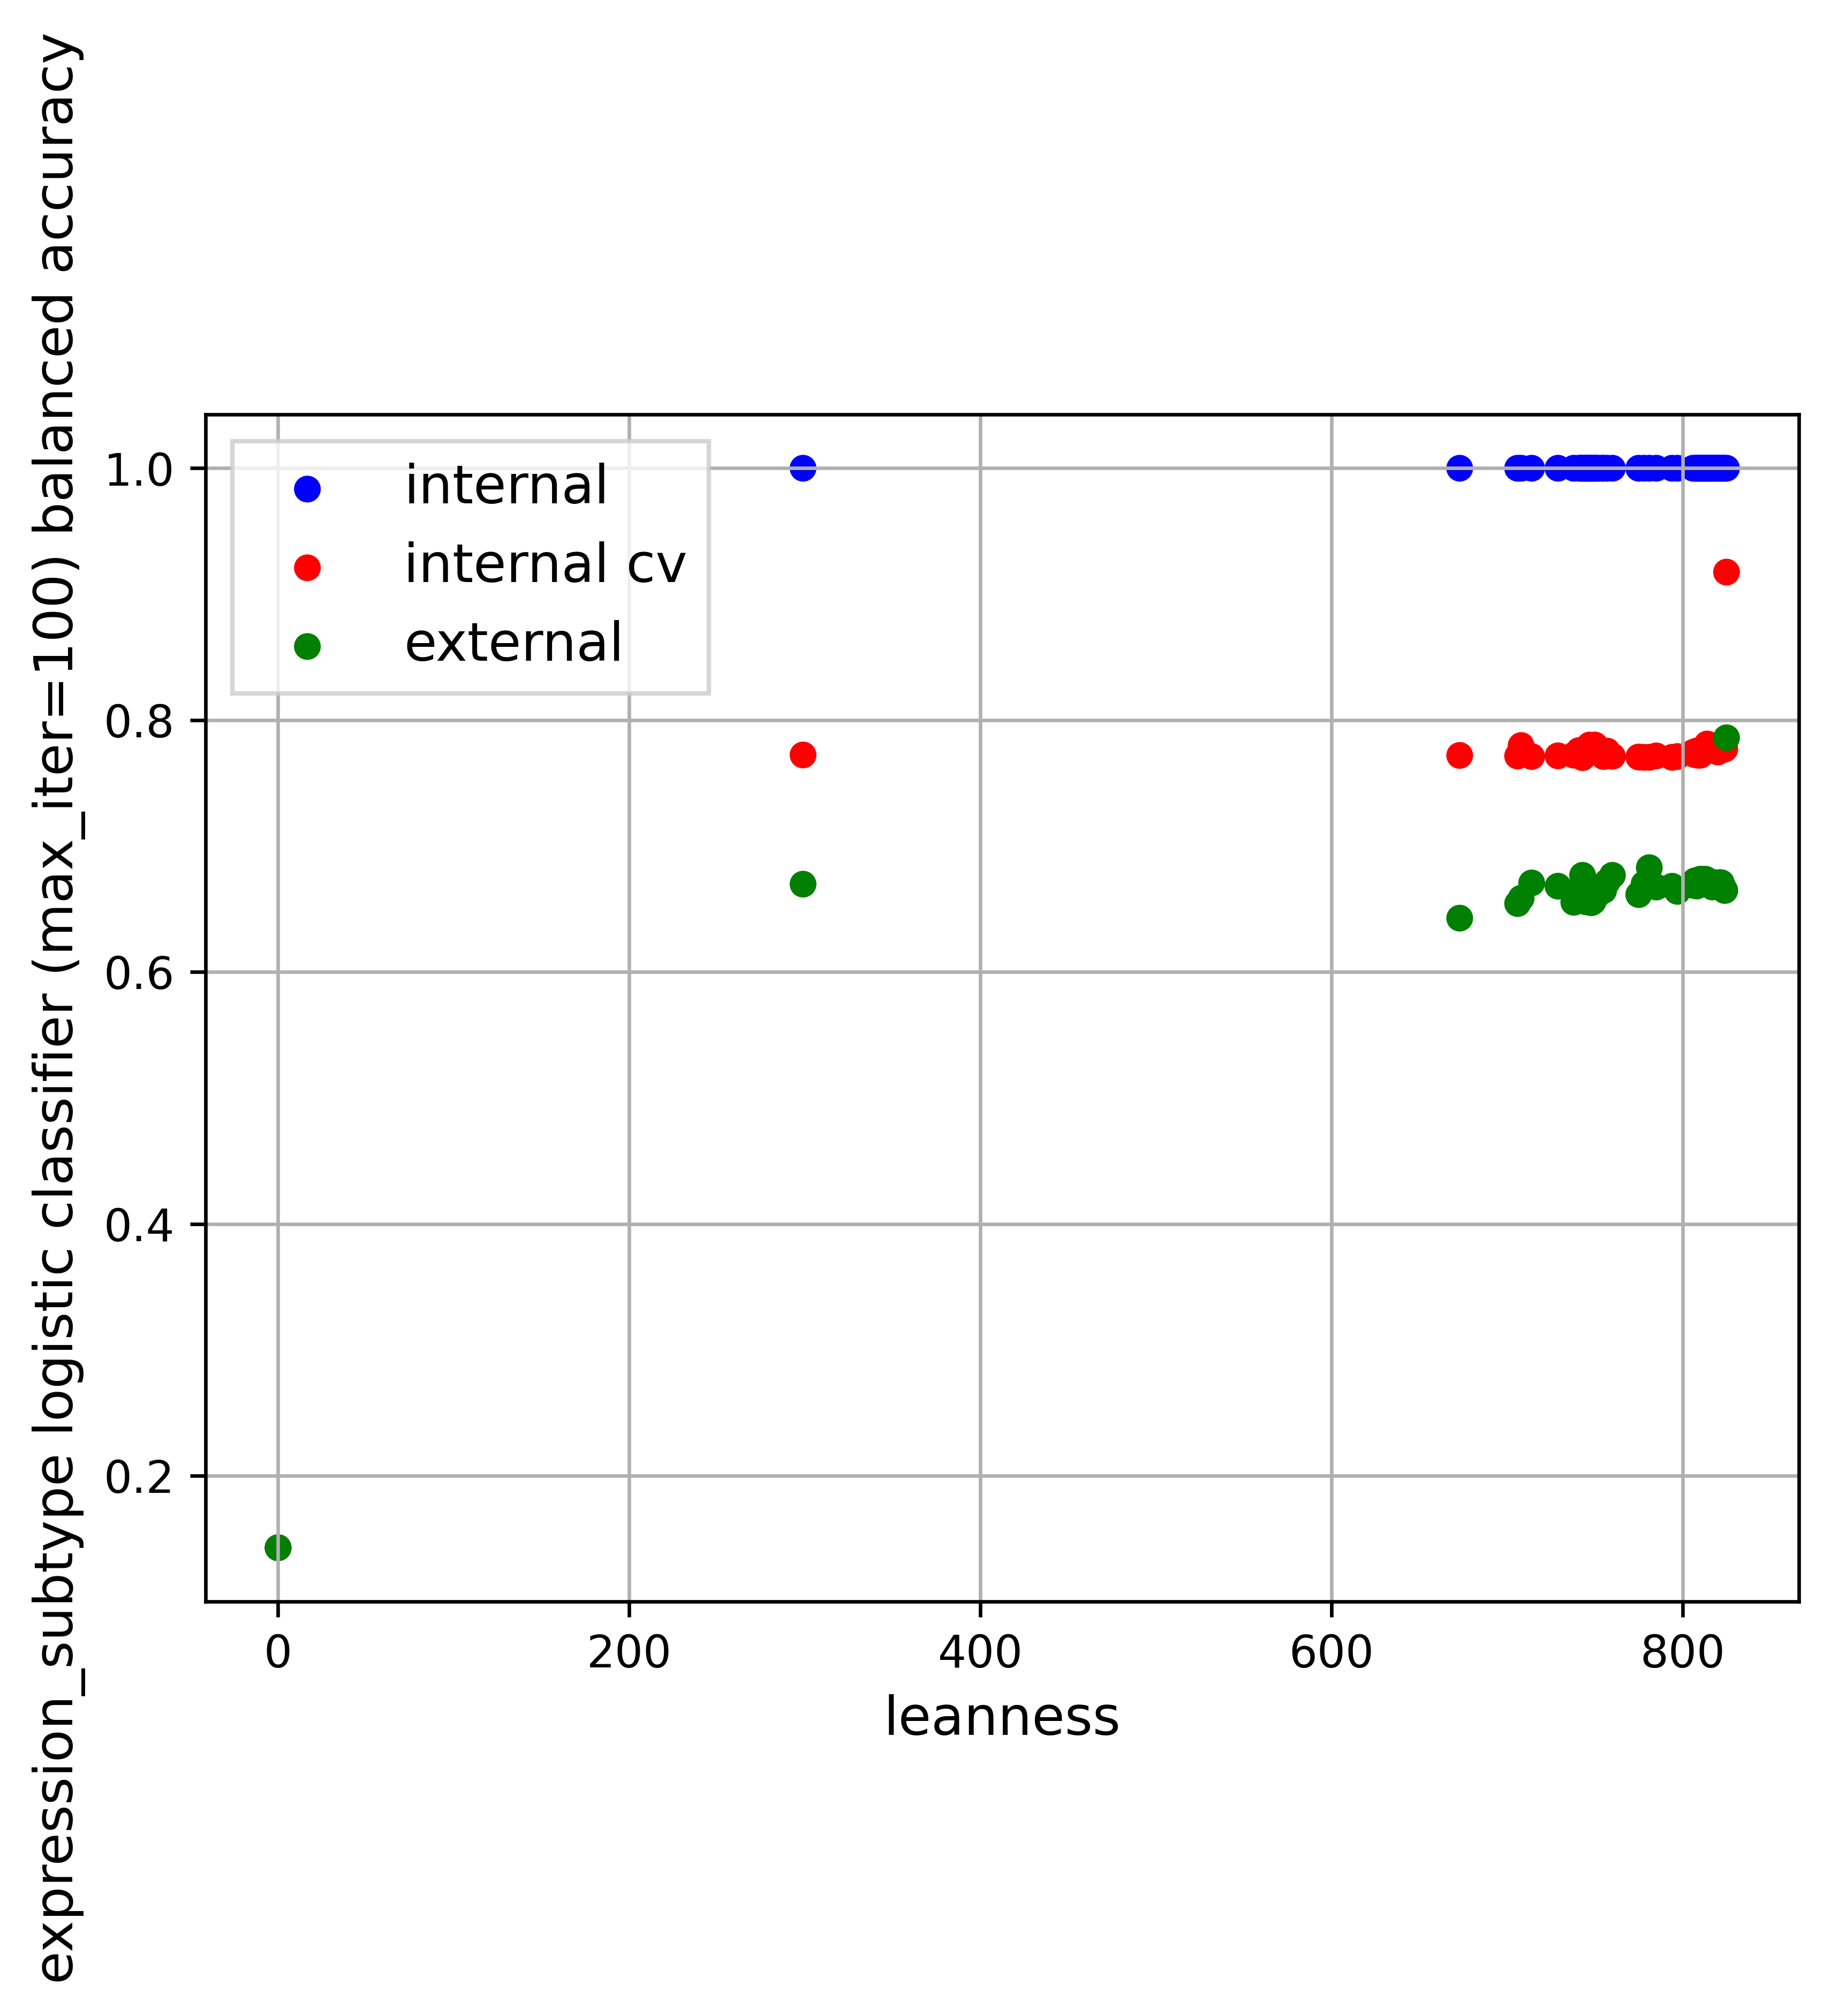 expression_subtype logistic classifier (max_iter=100) balanced accuracy
internal
internal cv
external
1.0
0.8
0.6
0.4
0.2
0 200 400 600 800
leanness